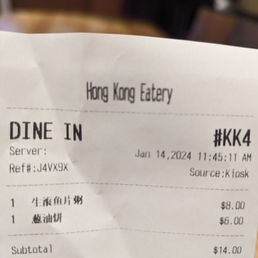 Hong Kong Eatery
DINE IN #KK4
Server: Jan 14,2024 11:45:11 AM
Ref#:J4VX9X Source:Kiosk
1 生滚鱼片粥 $8.00
1 葱油饼 $6.00
Subtotal $14.00